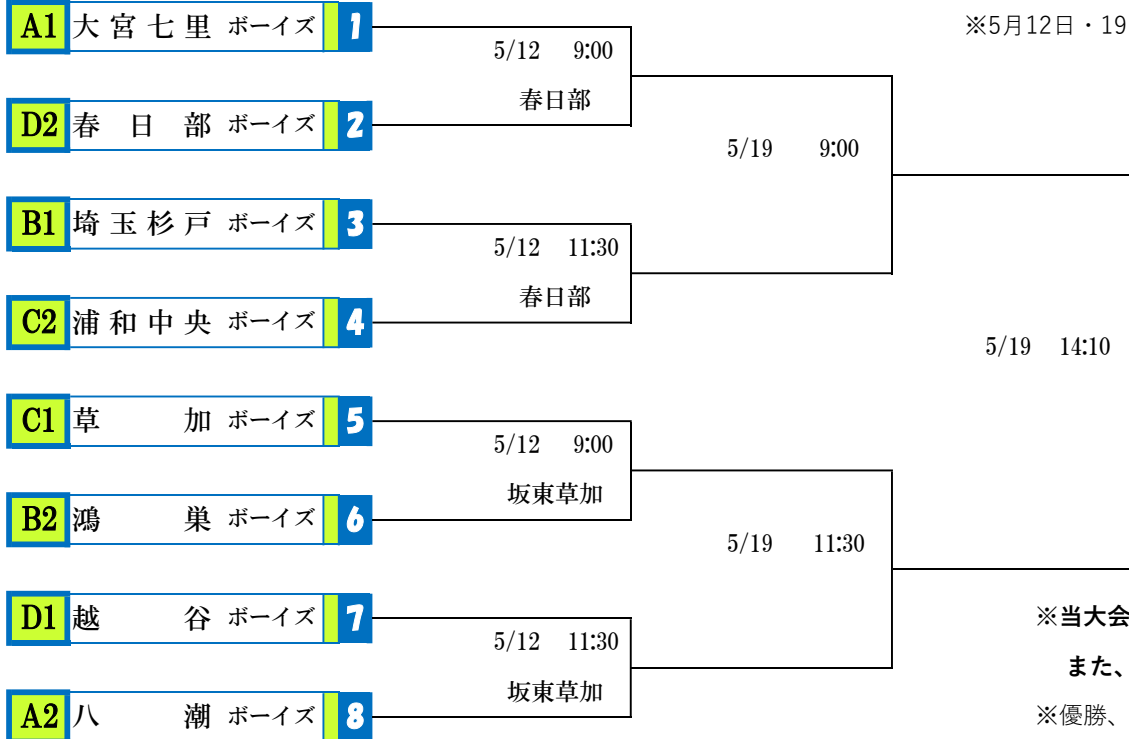 A1 大宮七里 ボーイズ 1
※5月12日・19
5/12 9:00
春日部
D2 春日部 ボーイズ 2
5/19 9:00
B1 埼玉杉戸 ボーイズ 3
5/12 11:30
春日部
C2 浦和中央 ボーイズ 4
5/19 14:10
C1 草加 ボーイズ 5
5/12 9:00
坂東草加
B2 鴻巣 ボーイズ 6
5/19 11:30
D1 越谷 ボーイズ 7
※当大会
5/12 11:30
また、
坂東草加
A2 八潮 ボーイズ 8
※優勝、